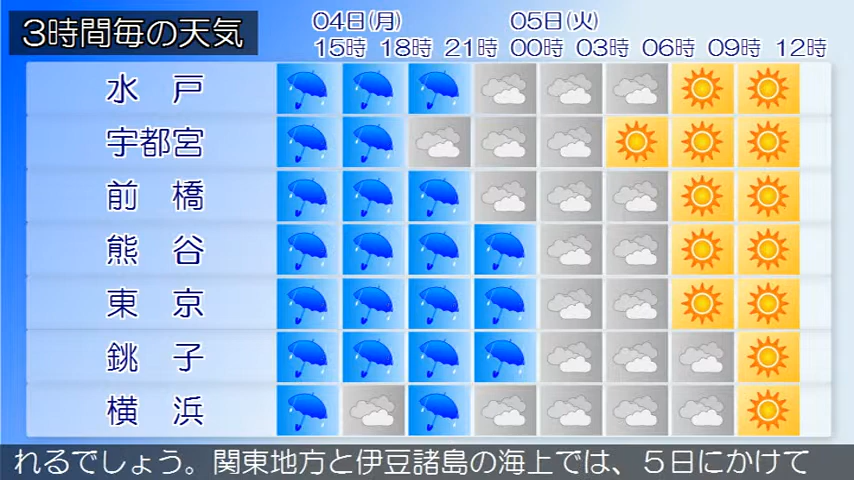 3時間毎の天気
04日(月) 05日(火)
15時 18時 21時 00時 03時 06時 09時 12時
水 戸
宇都宮
前 橋
熊 谷
東 京
銚 子
横 浜
れるでしょう。関東地方と伊豆諸島の海上では、５日にかけて